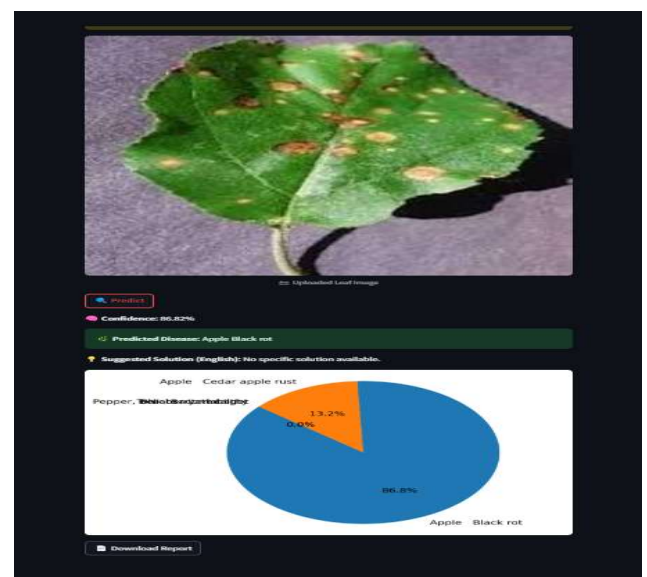 Uploaded Leaf Image
Predict
Confidence: 86.82%
Predicted Disease: Apple Black rot
Suggested Solution (English): No specific solution available.
Apple Cedar apple rust
Pepper,
13.2%
0.0%
86.8%
Apple Black rot
Download Report